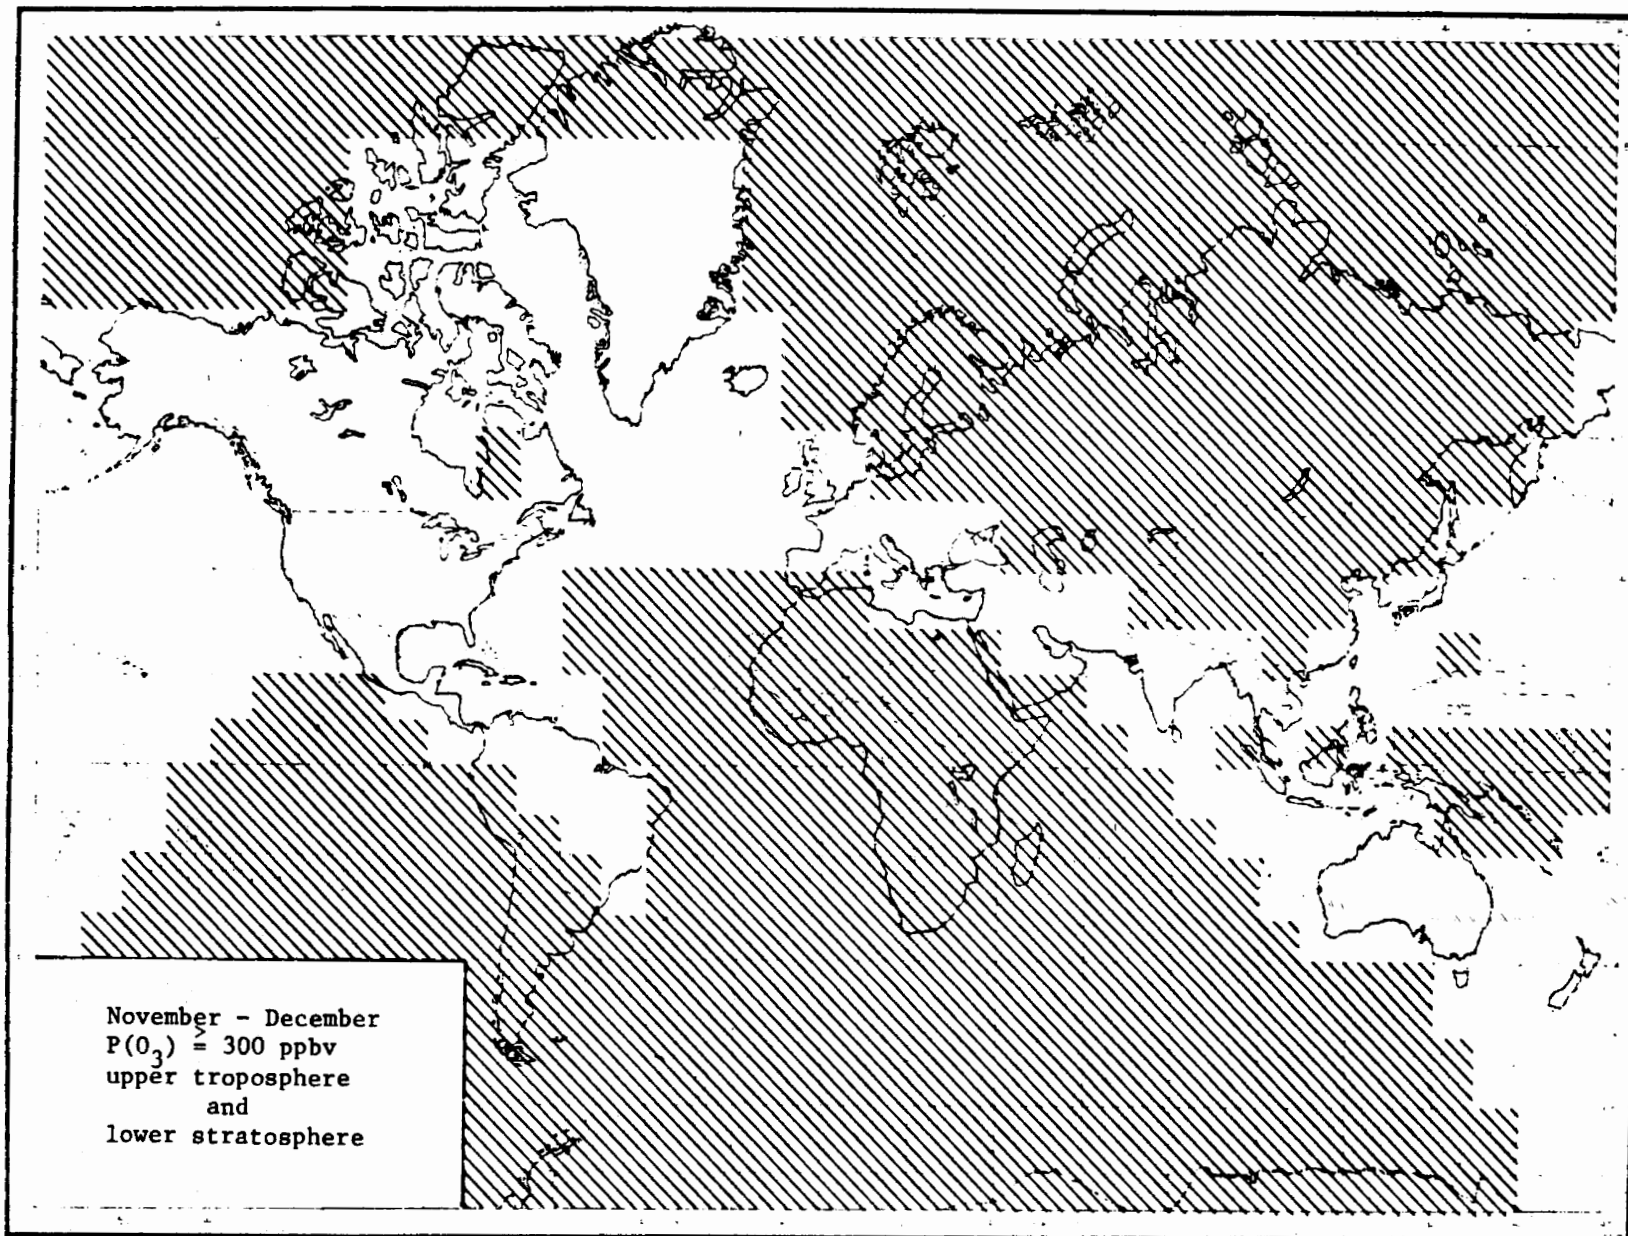 November - December
P(O₃) ≧ 300 ppbv
upper troposphere
and
lower stratosphere